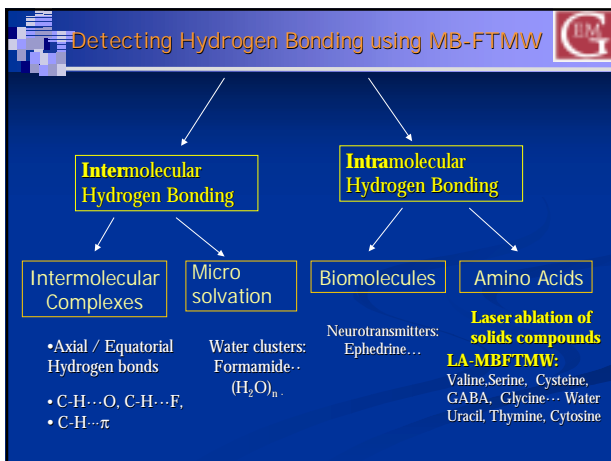 Detecting Hydrogen Bonding using MB-FTMW
GEM
Intermolecular
Hydrogen Bonding
Intramolecular
Hydrogen Bonding
Intermolecular
Complexes
Micro
solvation
Biomolecules
Amino Acids
•Axial / Equatorial
Hydrogen bonds
• C-H···O, C-H···F,
• C-H···π
Water clusters:
Formamide··
(H₂O)ₙ .
Neurotransmitters:
Ephedrine…
Laser ablation of
solids compounds
LA-MBFTMW:
Valine,Serine, Cysteine,
GABA, Glycine··· Water
Uracil, Thymine, Cytosine